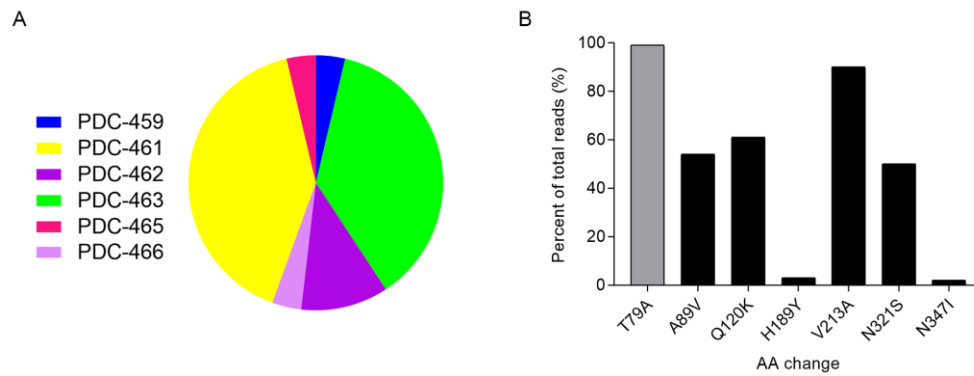 A
PDC-459
PDC-461
PDC-462
PDC-463
PDC-465
PDC-466
B
Percent of total reads (%)
100
80
60
40
20
0
T79A
A89V
Q120K
H189Y
V213A
N321S
N347I
AA change